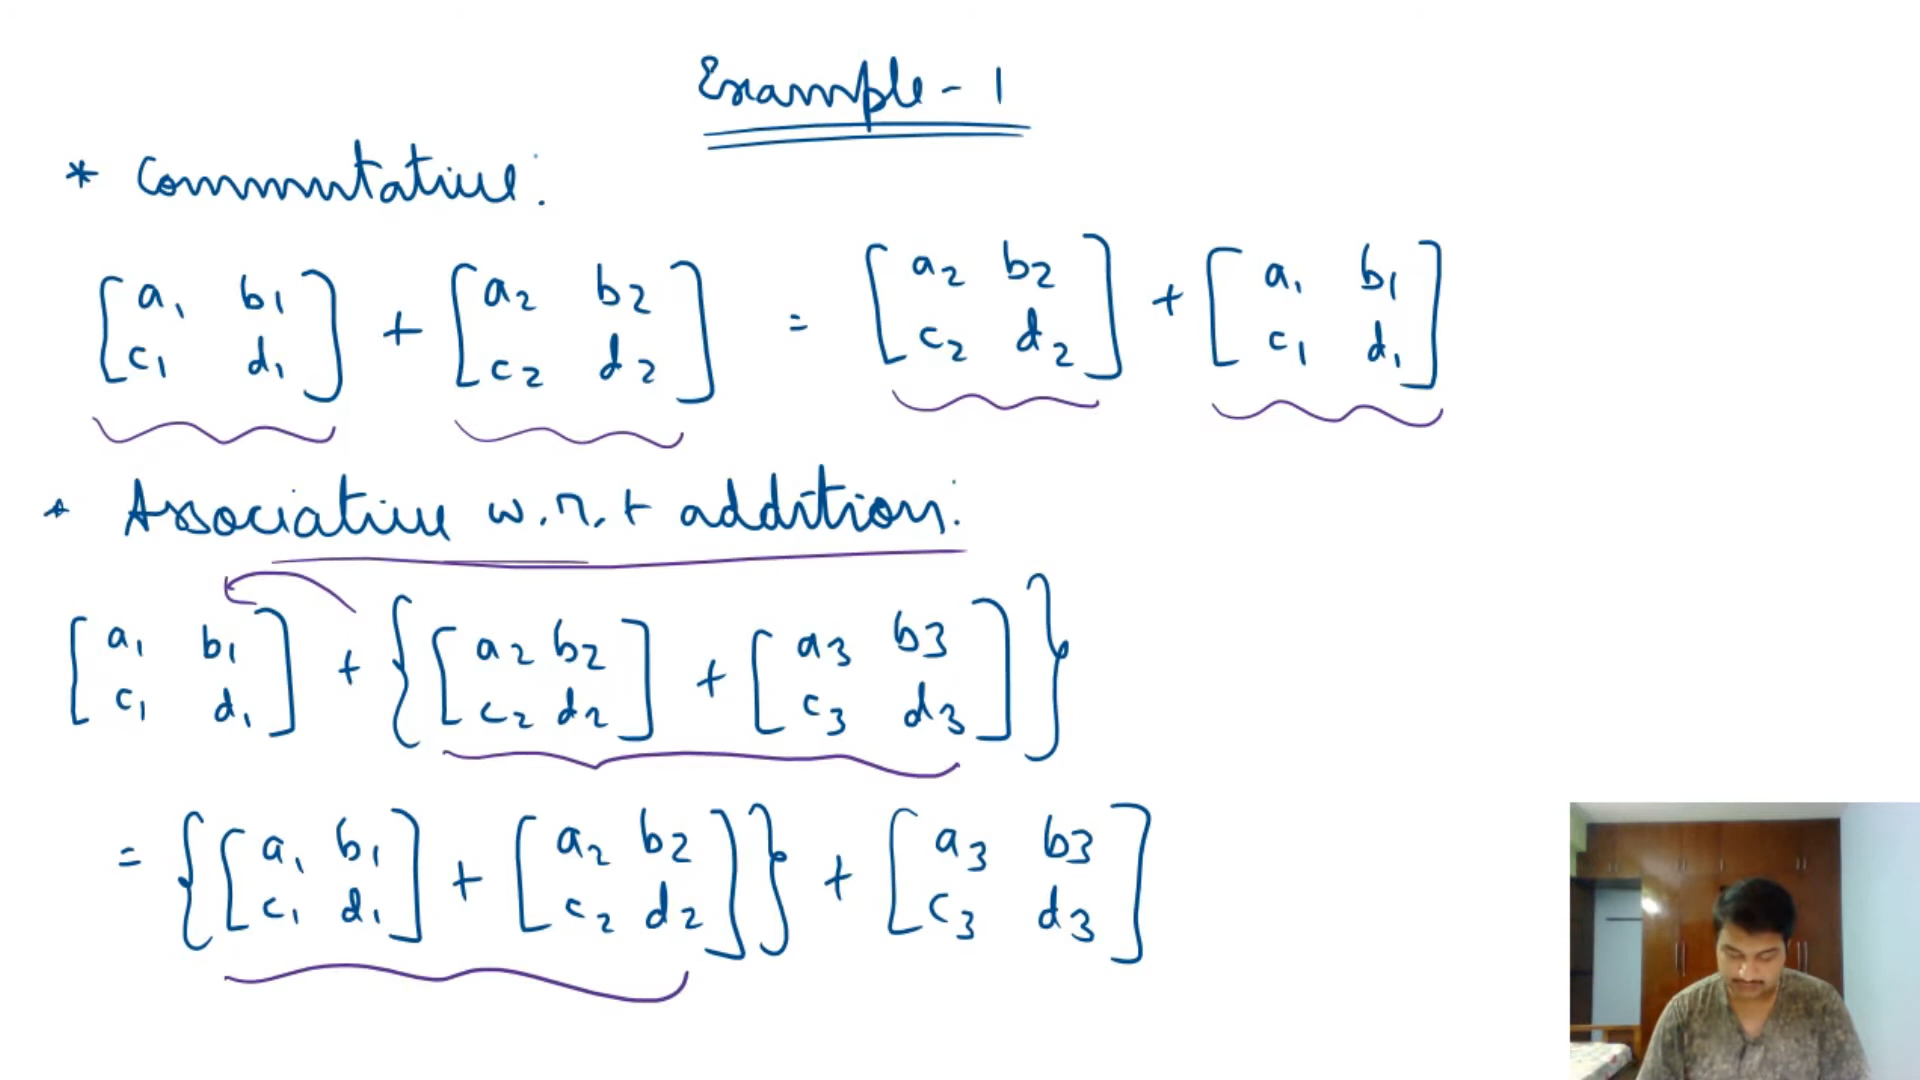 Example - 1
* Commutative:
[a1 b1 [a2 b2 [a2 b2 [a1 b1
c1 d1] + c2 d2] = c2 d2] + c1 d1]
* Associative w.r.t addition:
[a1 b1 {[a2 b2 [a3 b3
c1 d1] + c2 d2] + c3 d3]}
= {[a1 b1 [a2 b2 [a3 b3
c1 d1] + c2 d2]} + c3 d3]